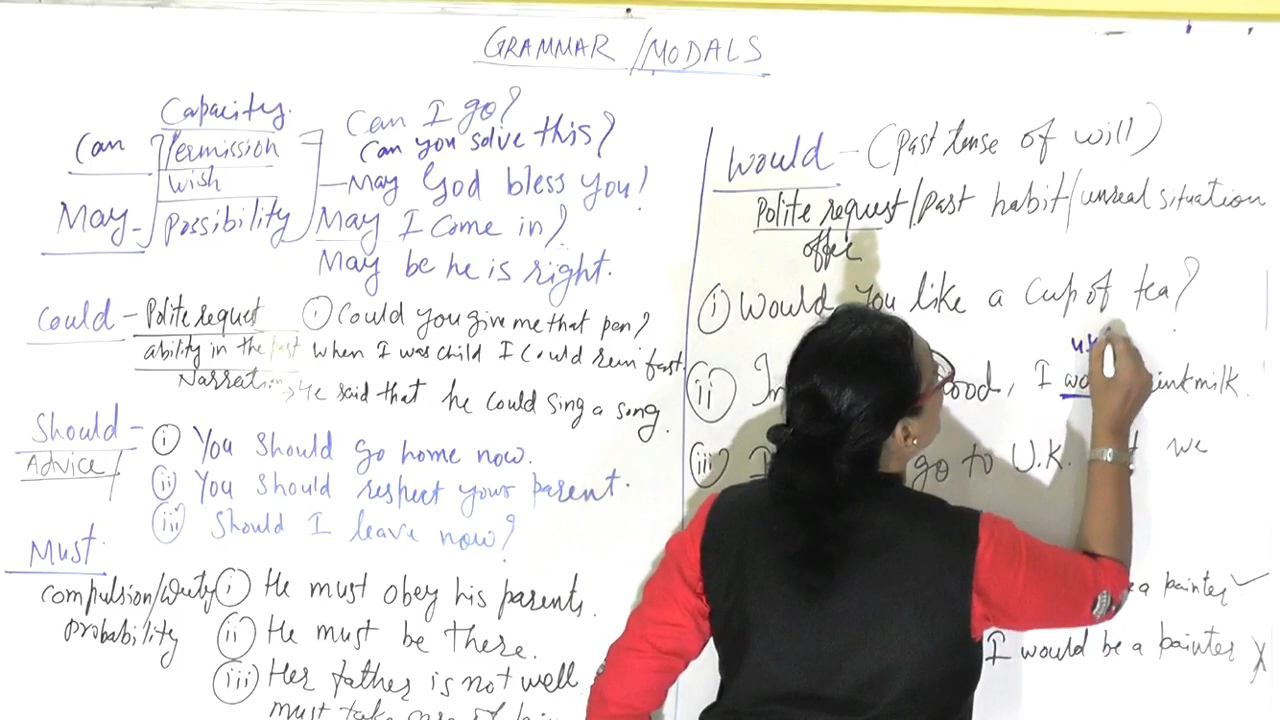 GRAMMAR/MODALS
Capacity.
Can
Permission
Wish
May
Possibility
Can I go?
Can you solve this?
May God bless you!
May I come in?
May be he is right.
Could - Polite request
ability in the past
Narration
i Could you give me that pen?
When I was child I could run fast
He said that he could sing a song.
Should -
Advice
i You should go home now.
ii You should respect your parent.
iii Should I leave now?
Must
compulsion/Duty
probability
i He must obey his parents.
ii He must be there.
iii Her father is not well
must take care of
Would - (Past tense of will)
Polite request/Past habit/unreal situation
offer
i) Would you like a cup of tea?
ii ood, I milk.
iii go to U.K. we
a painter ✓
I would be a painter X